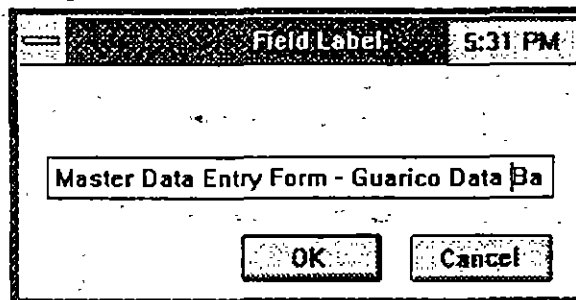 Field Label: 5:31 PM
Master Data Entry Form - Guarico Data Ba
OK Cancel